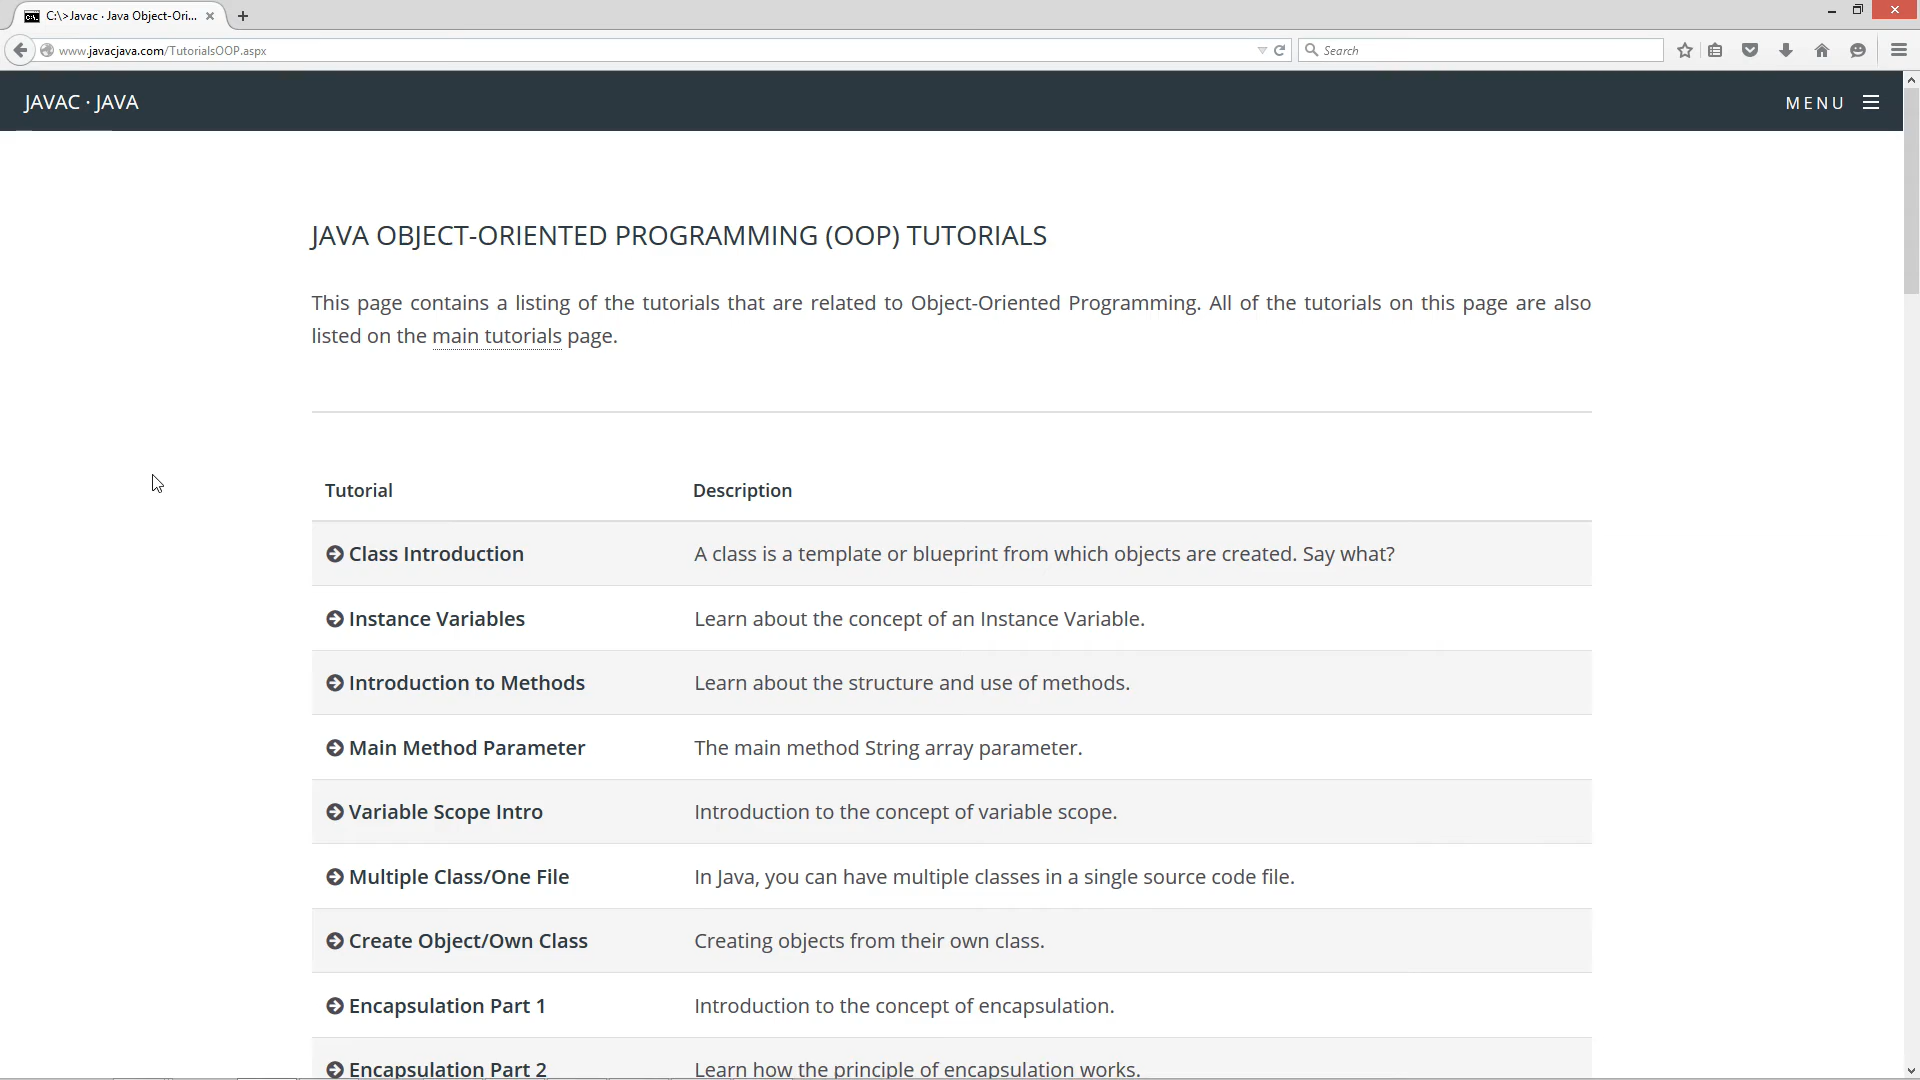 C:\>Javac · Java Object-Ori...
www.javacjava.com/TutorialsOOP.aspx
Search
JAVAC · JAVA
MENU
JAVA OBJECT-ORIENTED PROGRAMMING (OOP) TUTORIALS
This page contains a listing of the tutorials that are related to Object-Oriented Programming. All of the tutorials on this page are also
listed on the main tutorials page.
Tutorial Description
Class Introduction A class is a template or blueprint from which objects are created. Say what?
Instance Variables Learn about the concept of an Instance Variable.
Introduction to Methods Learn about the structure and use of methods.
Main Method Parameter The main method String array parameter.
Variable Scope Intro Introduction to the concept of variable scope.
Multiple Class/One File In Java, you can have multiple classes in a single source code file.
Create Object/Own Class Creating objects from their own class.
Encapsulation Part 1 Introduction to the concept of encapsulation.
Encapsulation Part 2 Learn how the principle of encapsulation works.